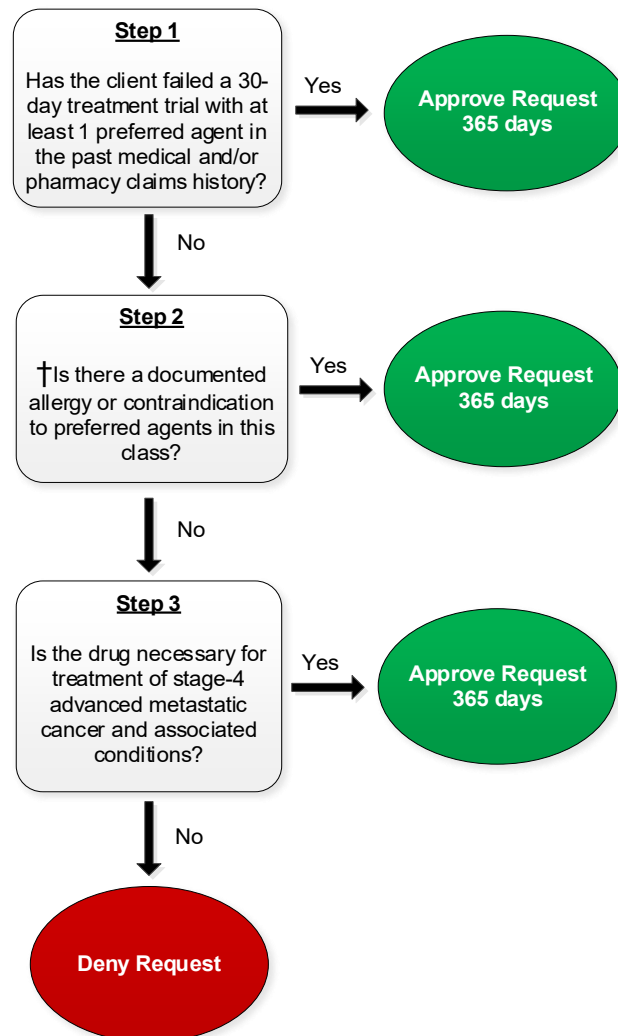 Step 1
Has the client failed a 30-
day treatment trial with at
least 1 preferred agent in
the past medical and/or
pharmacy claims history?
Yes
Approve Request
365 days
No
Step 2
†Is there a documented
allergy or contraindication
to preferred agents in this
class?
Yes
Approve Request
365 days
No
Step 3
Is the drug necessary for
treatment of stage-4
advanced metastatic
cancer and associated
conditions?
Yes
Approve Request
365 days
No
Deny Request